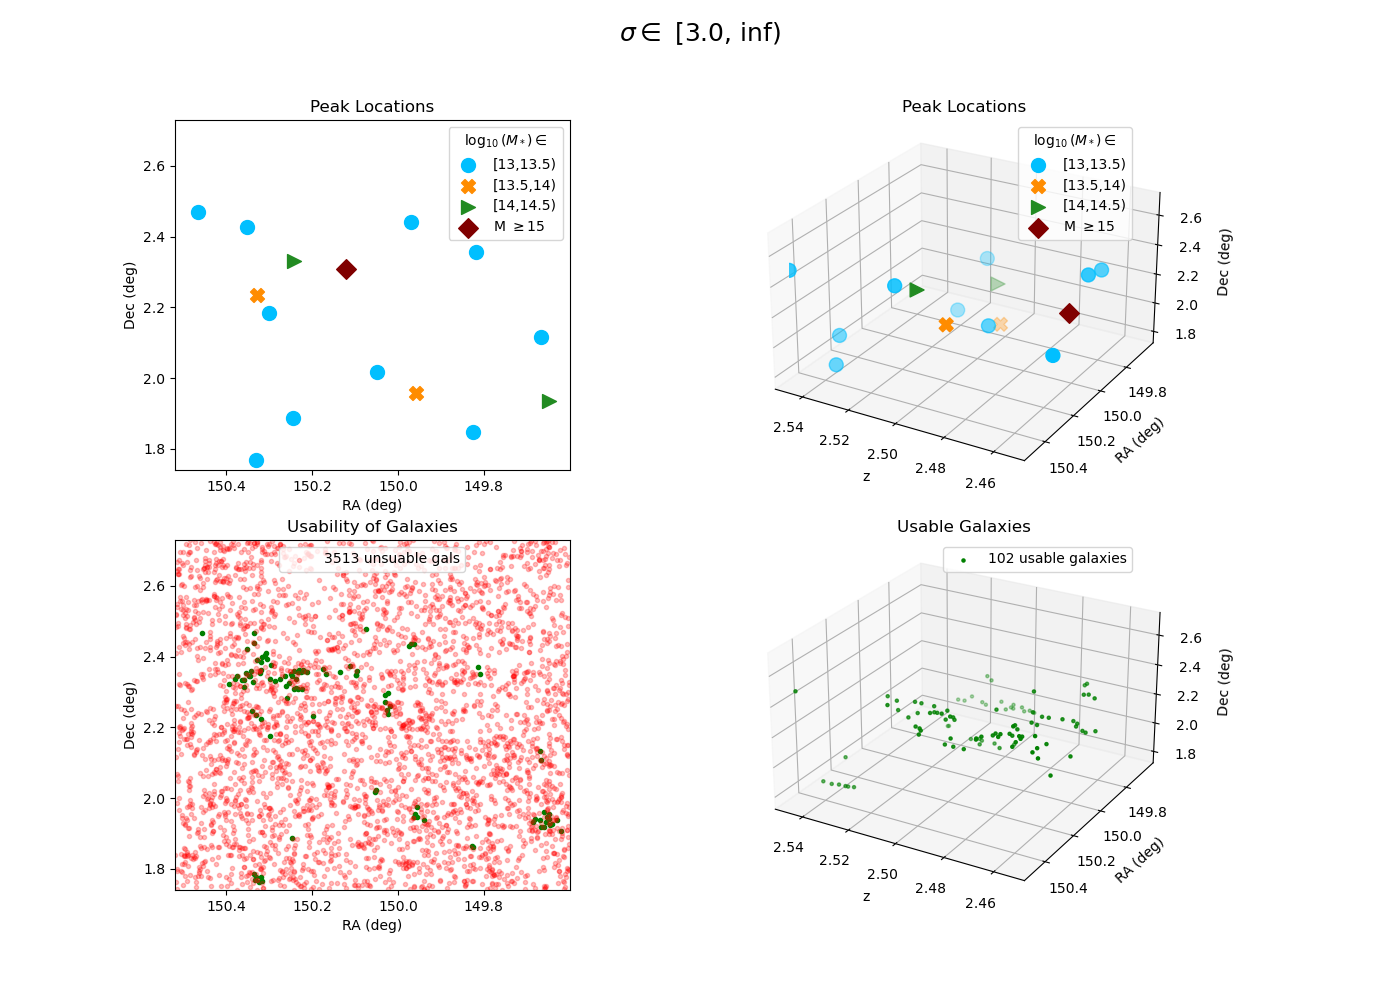 σ∈ [3.0, inf)
Peak Locations
log₁₀(M*) ∈
[13,13.5)
[13.5,14)
[14,14.5)
M ≥15
2.6
2.4
2.2
2.0
1.8
Dec (deg)
150.4 150.2 150.0 149.8
RA (deg)
Peak Locations
log₁₀(M*) ∈
[13,13.5)
[13.5,14)
[14,14.5)
M ≥15
2.6
2.4
2.2
2.0
1.8
Dec (deg)
149.8
150.0
150.2
150.4
RA (deg)
2.54
2.52
2.50
2.48
2.46
z
Usability of Galaxies
3513 unsuable gals
2.6
2.4
2.2
2.0
1.8
Dec (deg)
150.4 150.2 150.0 149.8
RA (deg)
Usable Galaxies
102 usable galaxies
2.6
2.4
2.2
2.0
1.8
Dec (deg)
149.8
150.0
150.2
150.4
RA (deg)
2.54
2.52
2.50
2.48
2.46
z